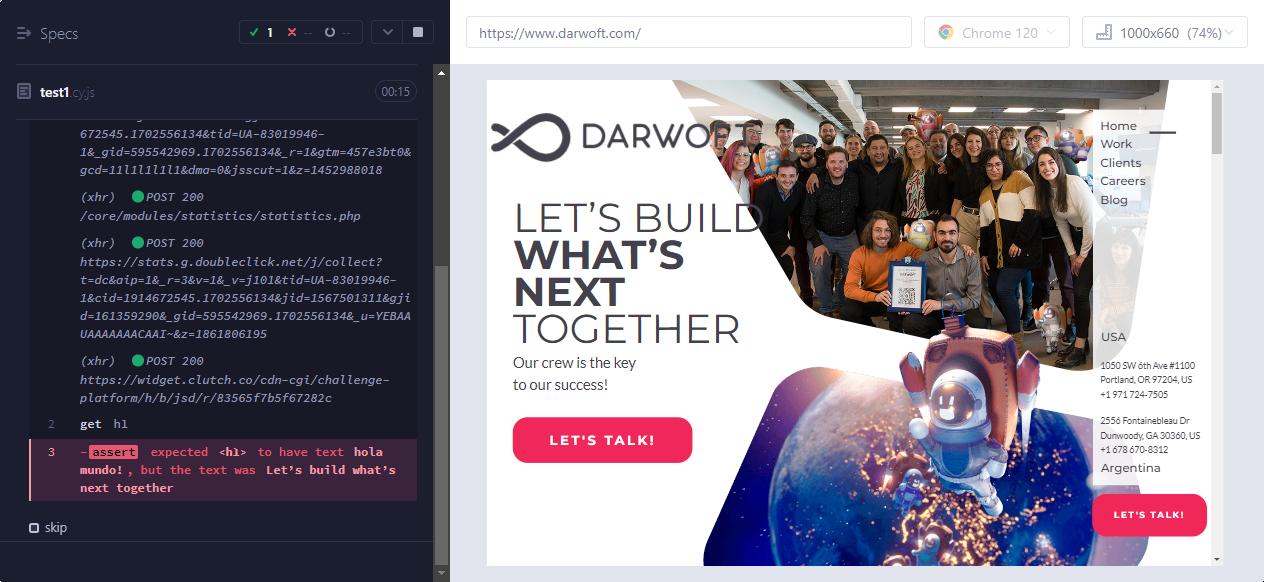 Specs
1
--
--
https://www.darwoft.com/
Chrome 120
1000x660 (74%)
test1.cy.js
00:15
672545.1702556134&tid=UA-83019946-
1&_gid=595542969.1702556134&_r=1&gtm=457e3bt0&
gcd=11l1l1l1l1&dma=0&jsscut=1&z=1452988018
(xhr) POST 200
/core/modules/statistics/statistics.php
(xhr) POST 200
https://stats.g.doubleclick.net/j/collect?
t=dc&aip=1&_r=3&v=1&_v=j101&tid=UA-83019946-
1&cid=1914672545.1702556134&jid=1567501311&gji
d=161359290&_gid=595542969.1702556134&_u=YEBAA
UAAAAAAACAAI~&z=1861806195
(xhr) POST 200
https://widget.clutch.co/cdn-cgi/challenge-
platform/h/b/jsd/r/83565f7b5f67282c
2 get h1
3 -assert expected <h1> to have text hola
mundo!, but the text was Let's build what's
next together
skip
DARWOFT
LET'S BUILD
WHAT'S
NEXT
TOGETHER
Our crew is the key
to our success!
LET'S TALK!
Home
Work
Clients
Careers
Blog
USA
1050 SW 6th Ave #1100
Portland, OR 97204, US
+1 971 724-7505
2556 Fontainebleau Dr
Dunwoody, GA 30360, US
+1 678 670-8312
Argentina
LET'S TALK!